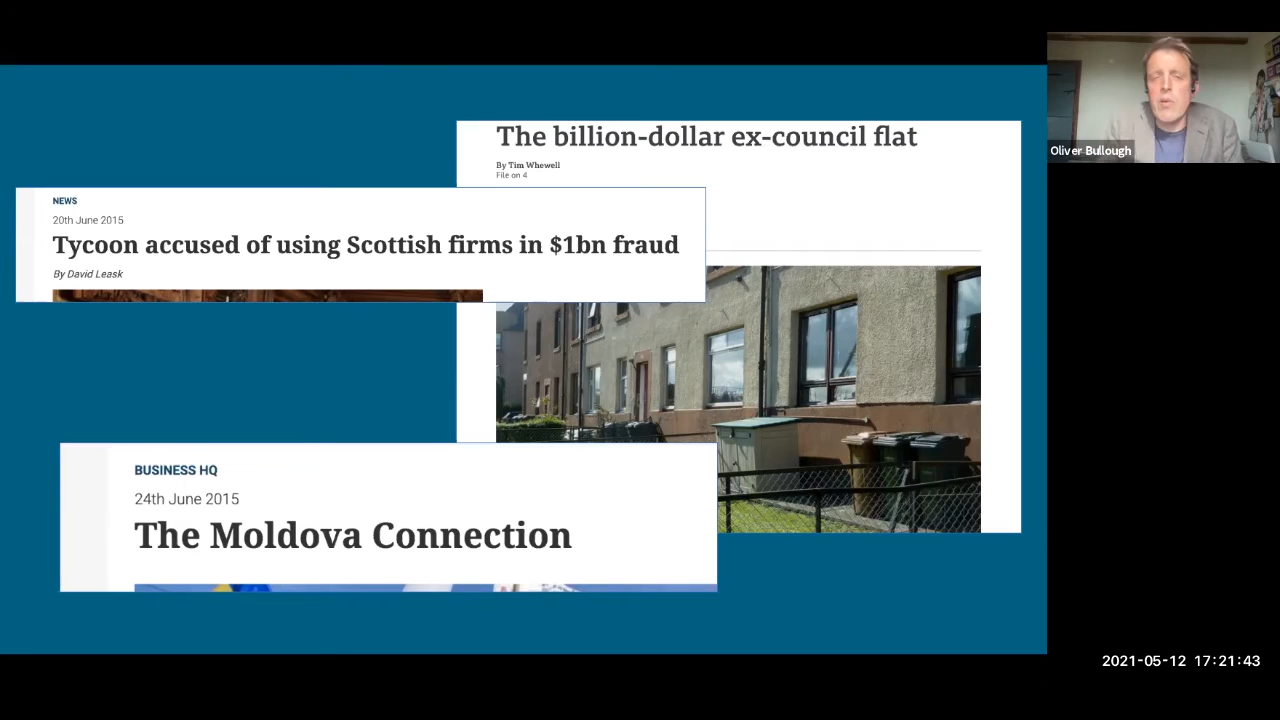 The billion-dollar ex-council flat
By Tim Whewell
File on 4
NEWS
20th June 2015
Tycoon accused of using Scottish firms in $1bn fraud
By David Leask
BUSINESS HQ
24th June 2015
The Moldova Connection
Oliver Bullough
2021-05-12 17:21:43